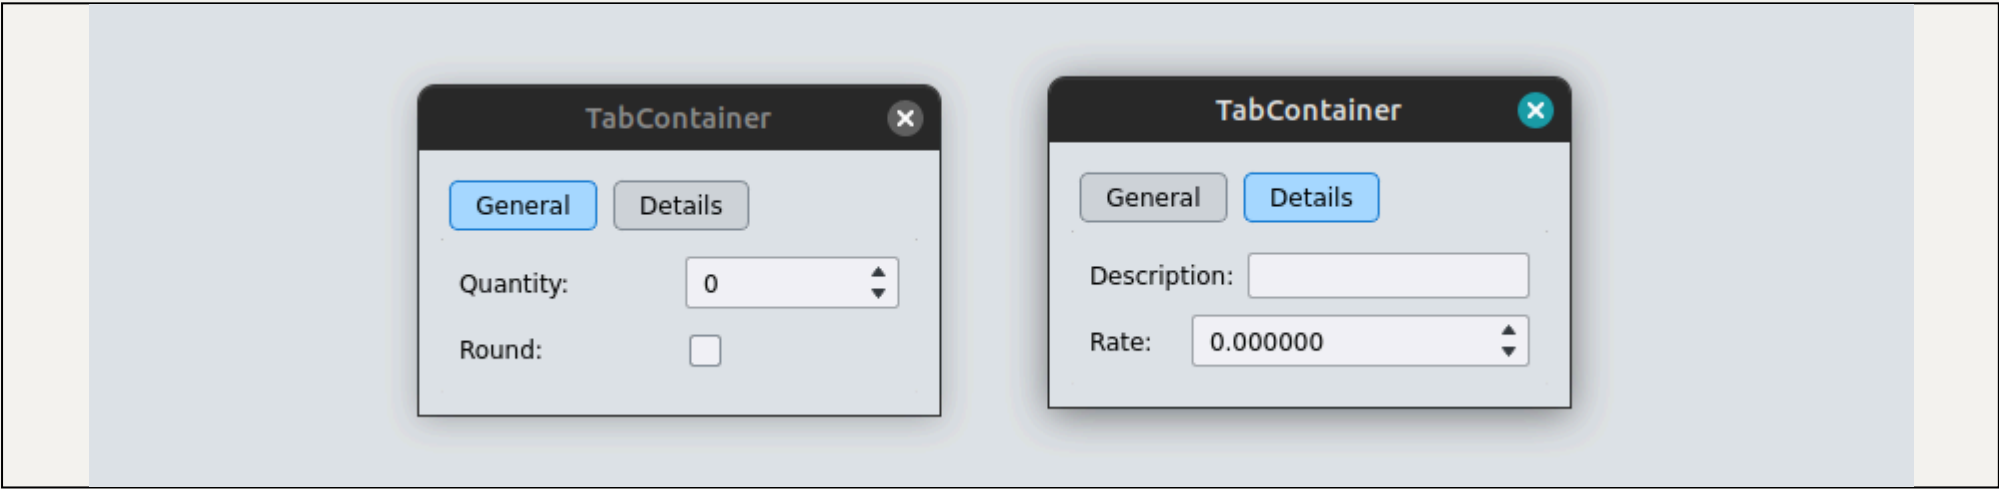 TabContainer
General Details
Quantity: 0
Round:
TabContainer
General Details
Description:
Rate: 0.000000